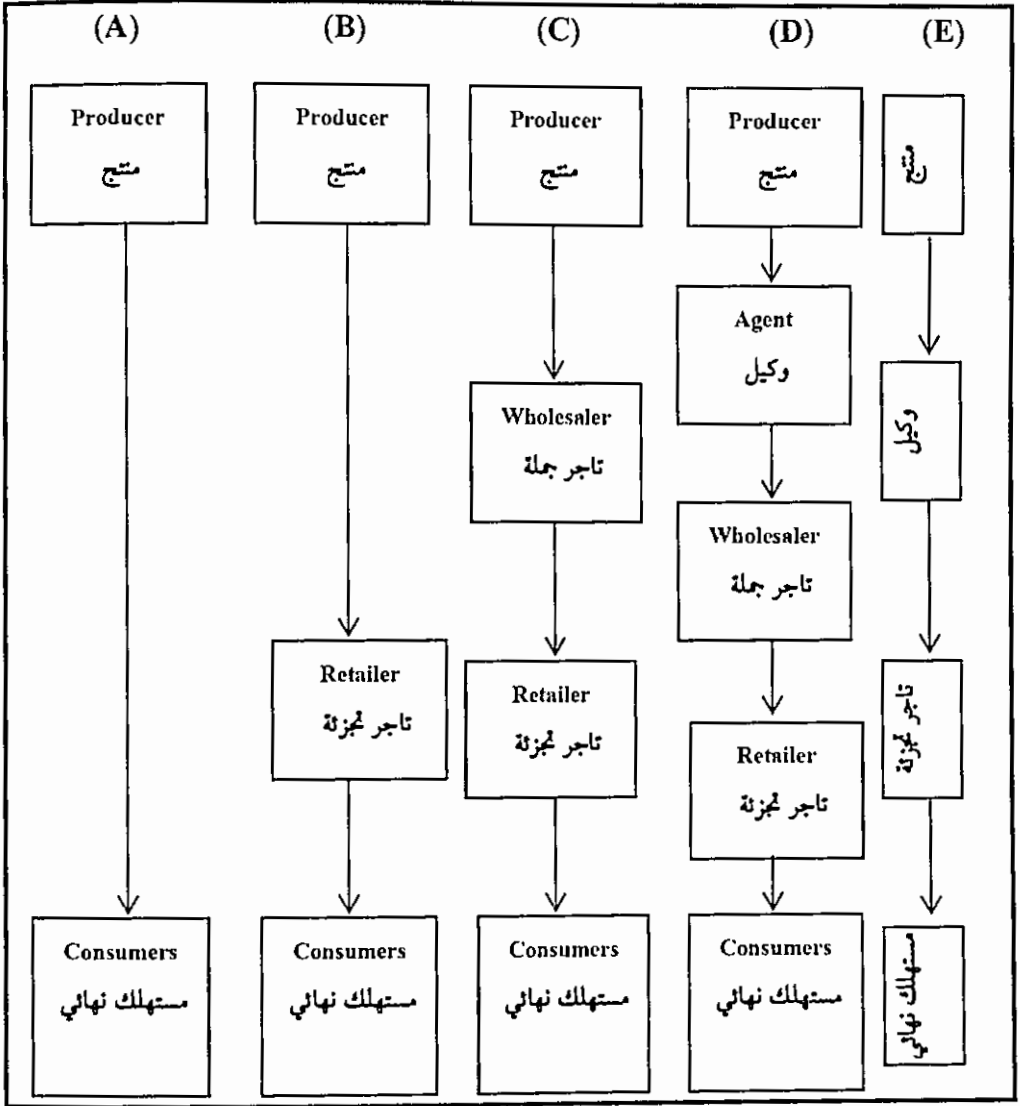 (A)
(B)
(C)
(D)
(E)
Producer
منتج
Producer
منتج
Producer
منتج
Producer
منتج
منتج
Agent
وكيل
وكيل
Wholesaler
تاجر جملة
Wholesaler
تاجر جملة
Retailer
تاجر تجزئة
Retailer
تاجر تجزئة
Retailer
تاجر تجزئة
تاجر تجزئة
Consumers
مستهلك نهائي
Consumers
مستهلك نهائي
Consumers
مستهلك نهائي
Consumers
مستهلك نهائي
مستهلك نهائي